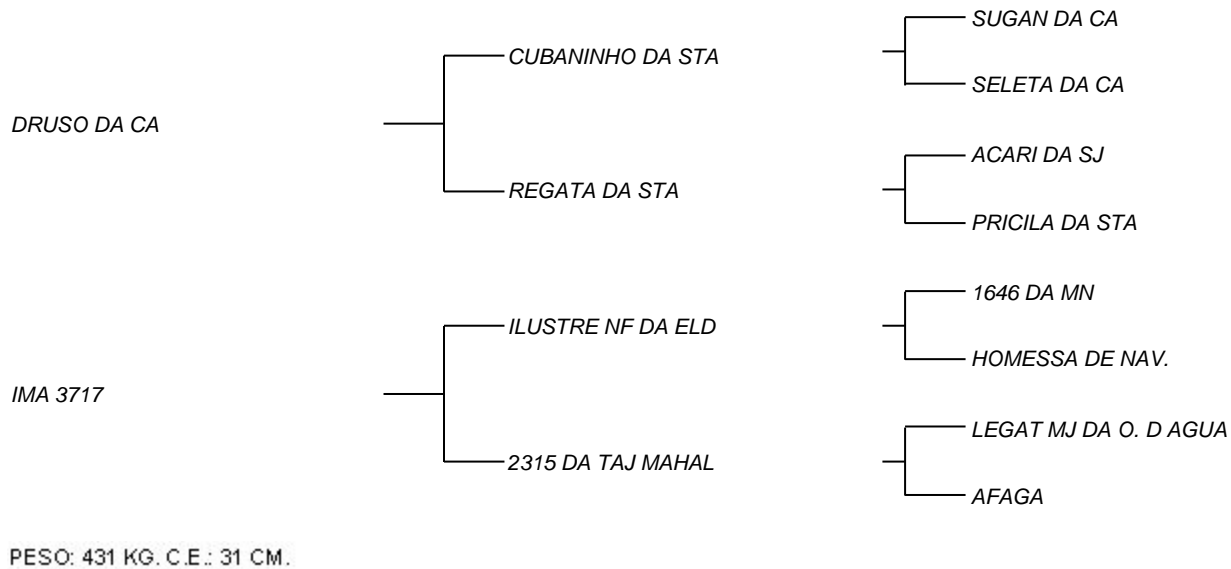 SUGAN DA CA
CUBANINHO DA STA
SELETA DA CA
DRUSO DA CA
ACARI DA SJ
REGATA DA STA
PRICILA DA STA
1646 DA MN
ILUSTRE NF DA ELD
HOMESSA DE NAV.
IMA 3717
LEGAT MJ DA O. D AGUA
2315 DA TAJ MAHAL
AFAGA
PESO: 431 KG. C.E.: 31 CM.